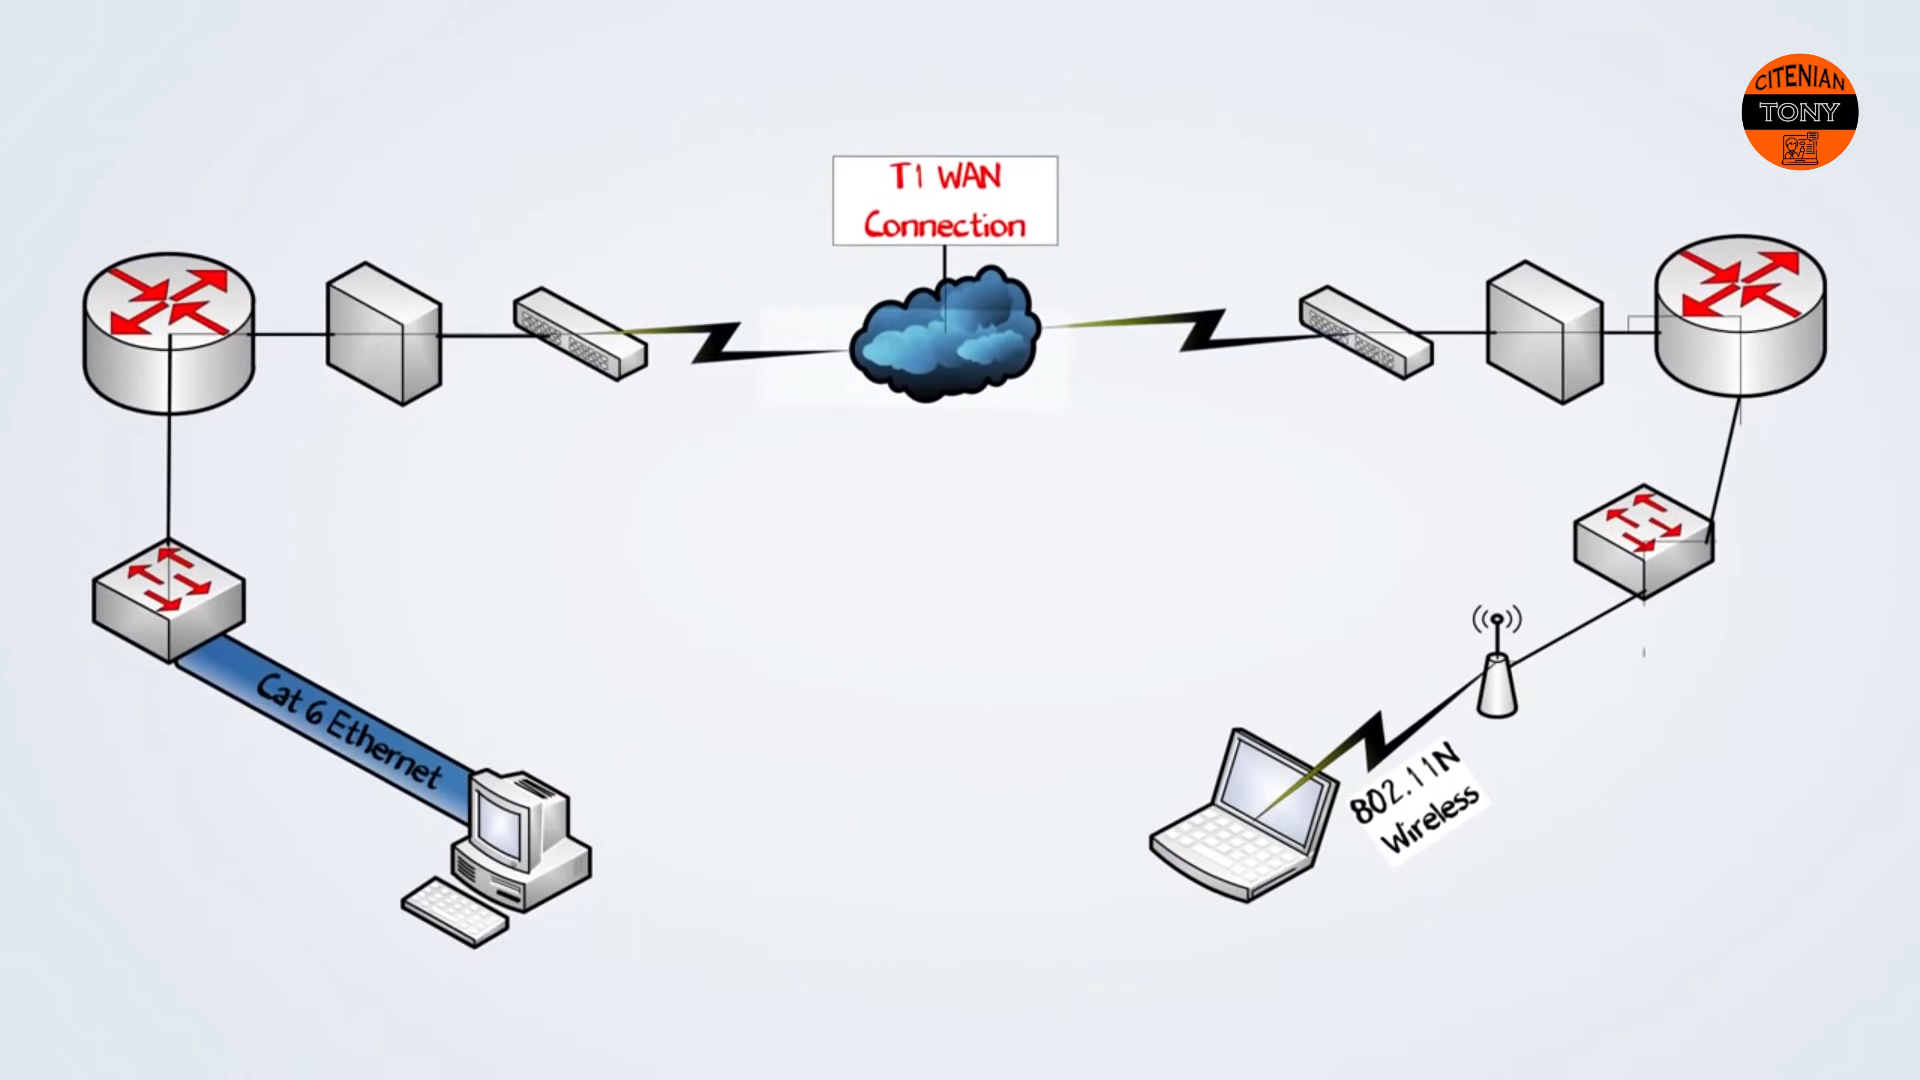 CITENIAN
TONY
T1 WAN
Connection
Cat 6 Ethernet
802.11N
Wireless